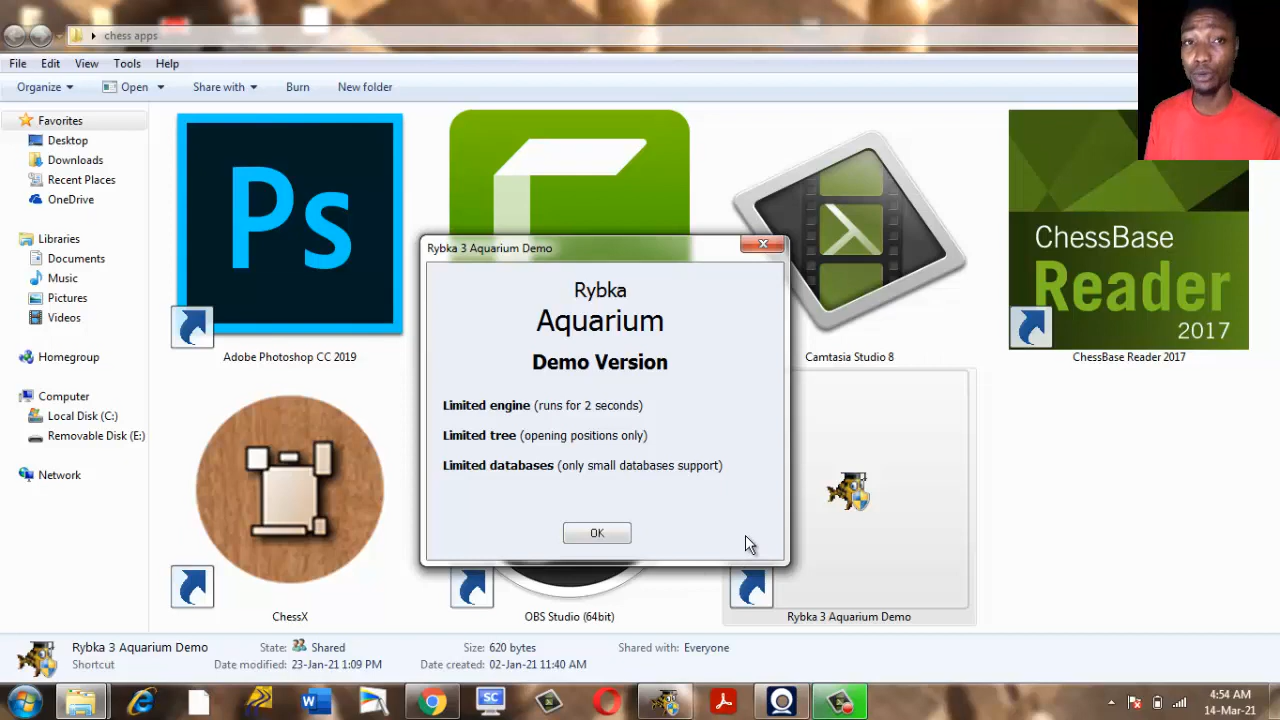 chess apps
File Edit View Tools Help
Organize Open Share with Burn New folder
Favorites
Desktop
Downloads
Recent Places
OneDrive
Libraries
Documents
Music
Pictures
Videos
Homegroup
Computer
Local Disk (C:)
Removable Disk (E:)
Network
Ps
Adobe Photoshop CC 2019
Camtasia Studio 8
ChessBase
Reader
2017
ChessBase Reader 2017
Rybka 3 Aquarium Demo
Rybka
Aquarium
Demo Version
Limited engine (runs for 2 seconds)
Limited tree (opening positions only)
Limited databases (only small databases support)
OK
ChessX
OBS Studio (64bit)
Rybka 3 Aquarium Demo
Rybka 3 Aquarium Demo State: Shared Size: 620 bytes Shared with: Everyone
Shortcut Date modified: 23-Jan-21 1:09 PM Date created: 02-Jan-21 11:40 AM
SC
4:54 AM
14-Mar-21